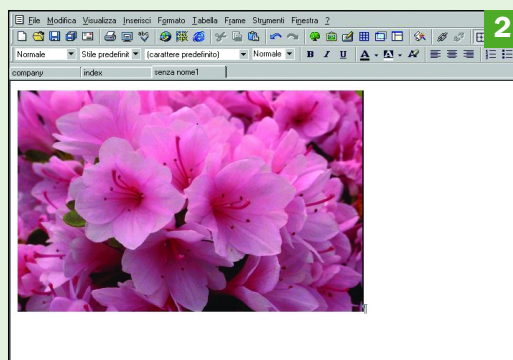 File Modifica Visualizza Inserisci Formato Tabella Frame Strumenti Finestra ?
2
Normale Stile predefinit (carattere predefinito) Normale B I U A A
company index senza nome1